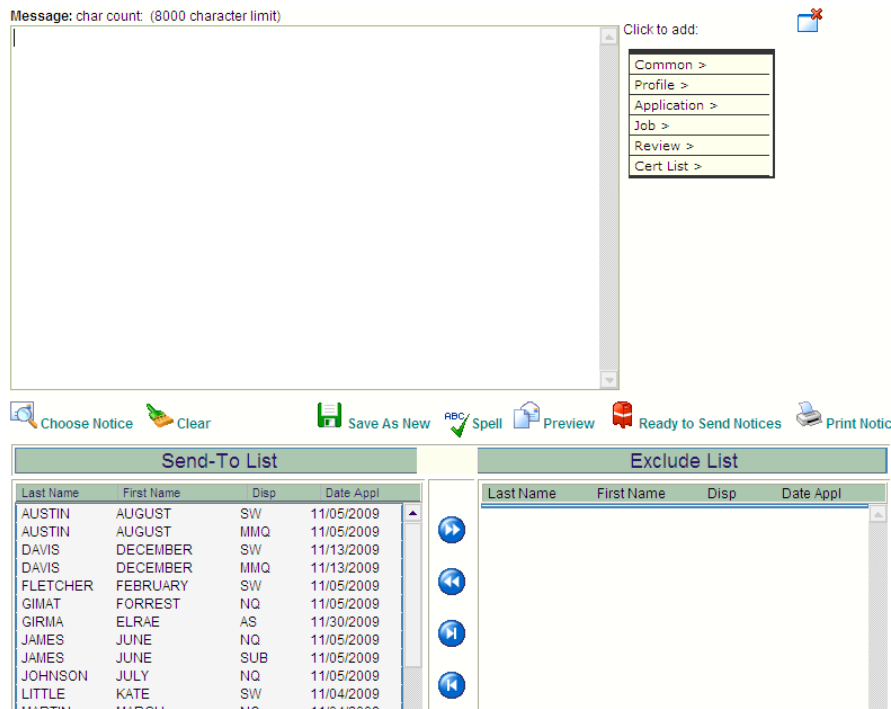 Message: char count: (8000 character limit)
Click to add:
Common >
Profile >
Application >
Job >
Review >
Cert List >
Choose Notice Clear Save As New ABC Spell Preview Ready to Send Notices Print Notic
Send-To List Exclude List
Last Name First Name Disp Date Appl Last Name First Name Disp Date Appl
AUSTIN AUGUST SW 11/05/2009
AUSTIN AUGUST MMQ 11/05/2009
DAVIS DECEMBER SW 11/13/2009
DAVIS DECEMBER MMQ 11/13/2009
FLETCHER FEBRUARY SW 11/05/2009
GIMAT FORREST NQ 11/05/2009
GIRMA ELRAE AS 11/30/2009
JAMES JUNE NQ 11/05/2009
JAMES JUNE SUB 11/05/2009
JOHNSON JULY NQ 11/05/2009
LITTLE KATE SW 11/04/2009